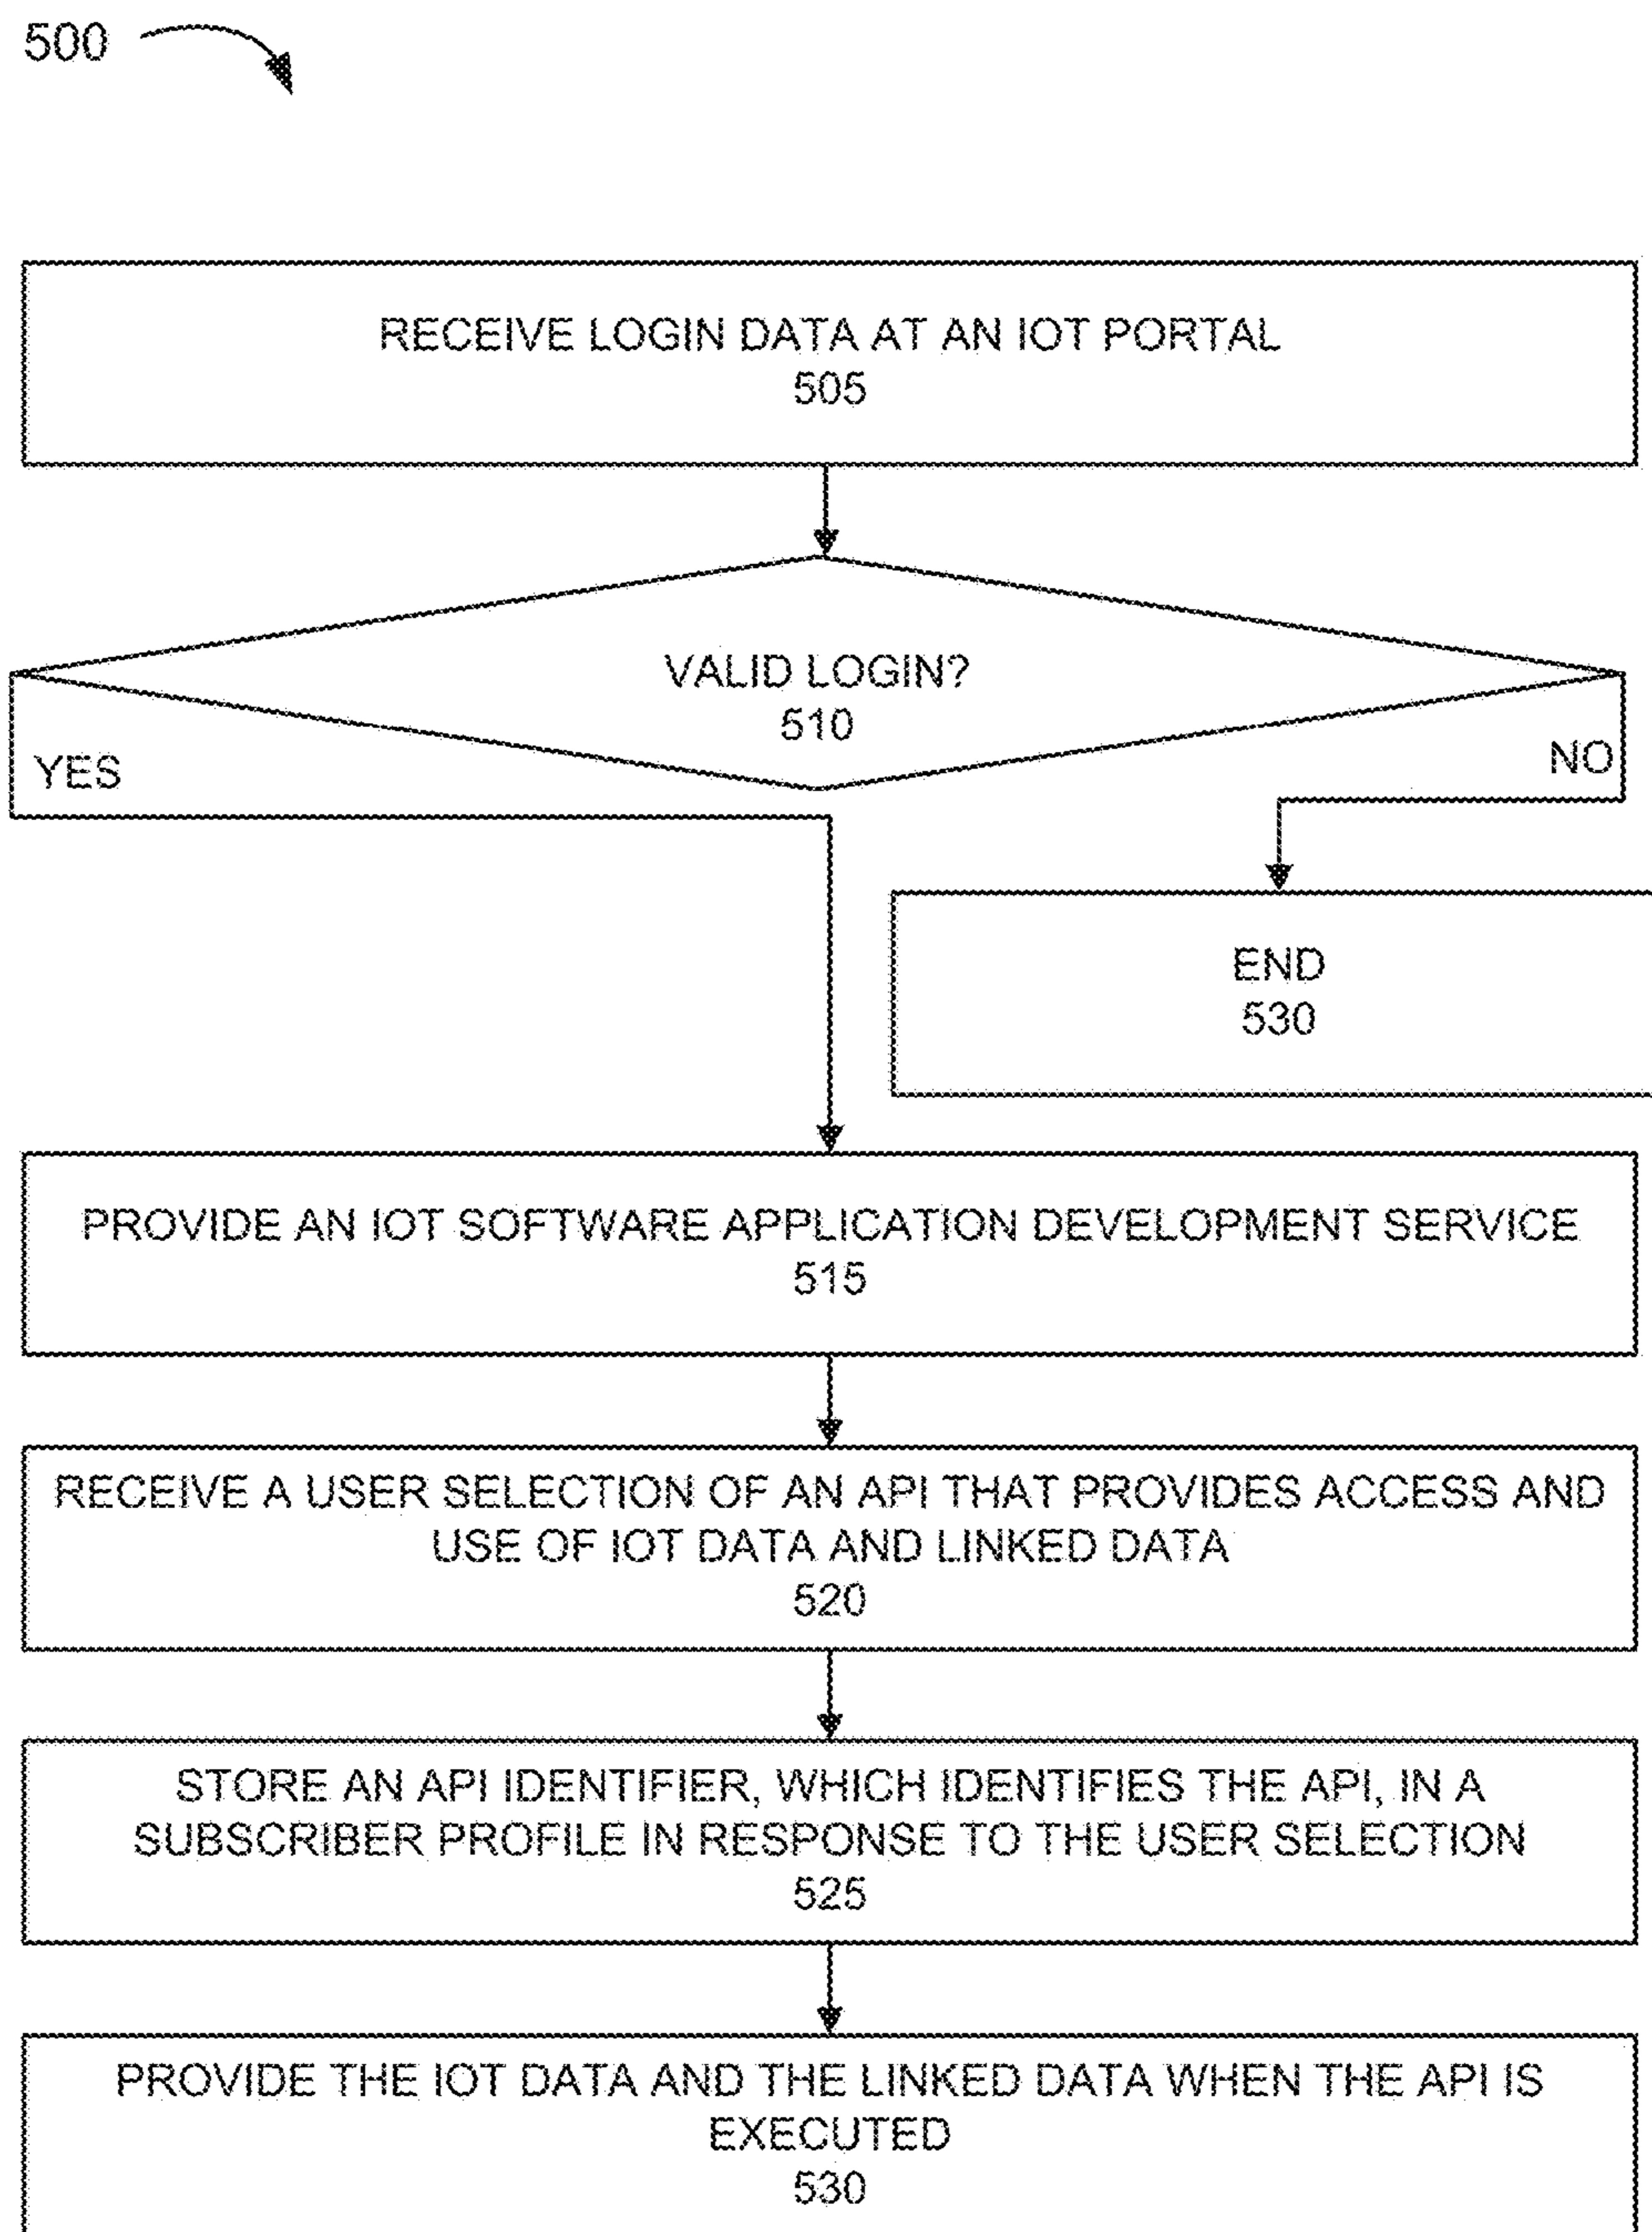 500
RECEIVE LOGIN DATA AT AN IOT PORTAL
505
VALID LOGIN?
510
YES
NO
END
530
PROVIDE AN IOT SOFTWARE APPLICATION DEVELOPMENT SERVICE
515
RECEIVE A USER SELECTION OF AN API THAT PROVIDES ACCESS AND
USE OF IOT DATA AND LINKED DATA
520
STORE AN API IDENTIFIER, WHICH IDENTIFIES THE API, IN A
SUBSCRIBER PROFILE IN RESPONSE TO THE USER SELECTION
525
PROVIDE THE IOT DATA AND THE LINKED DATA WHEN THE API IS
EXECUTED
530